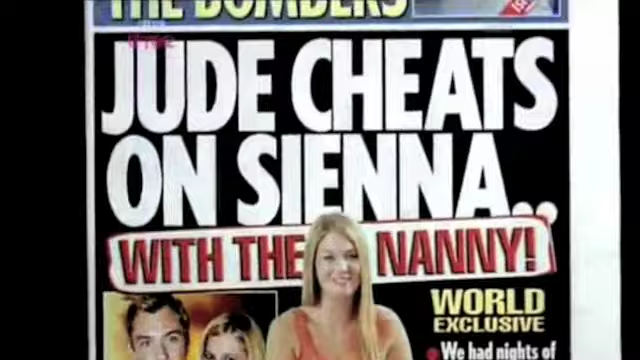 THE BOMBERS
JUDE CHEATS
ON SIENNA..
WITH THE NANNY!
WORLD
EXCLUSIVE
We had nights of